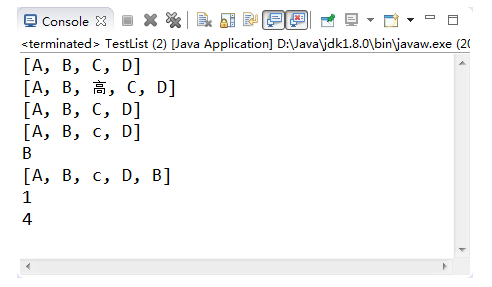 Console
<terminated> TestList (2) [Java Application] D:\Java\jdk1.8.0\bin\javaw.exe (20
[A, B, C, D]
[A, B, 高, C, D]
[A, B, C, D]
[A, B, c, D]
B
[A, B, c, D, B]
1
4